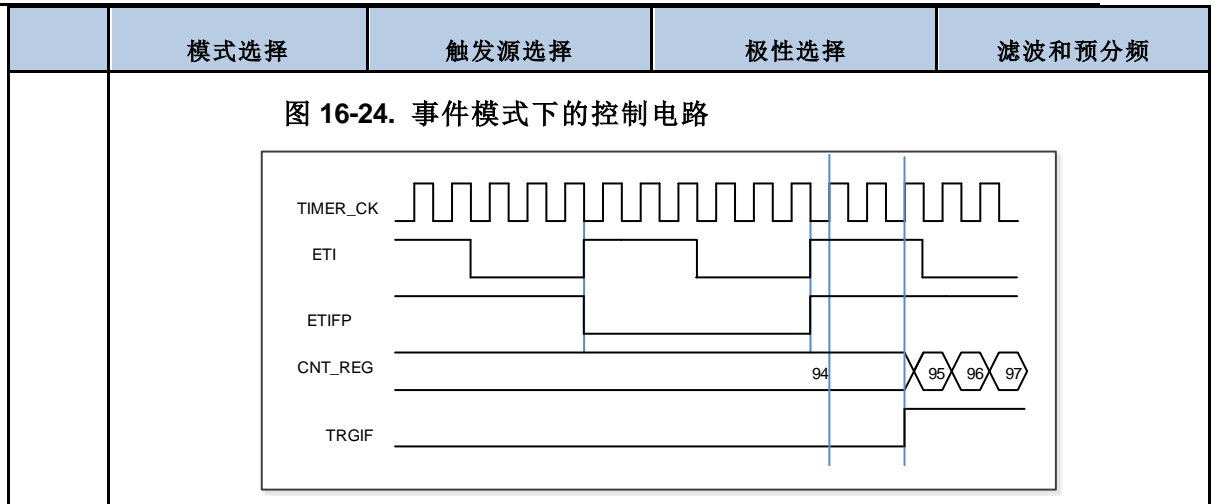 模式选择 触发源选择 极性选择 滤波和预分频
图 16-24. 事件模式下的控制电路
TIMER_CK
ETI
ETIFP
CNT_REG 94 95 96 97
TRGIF